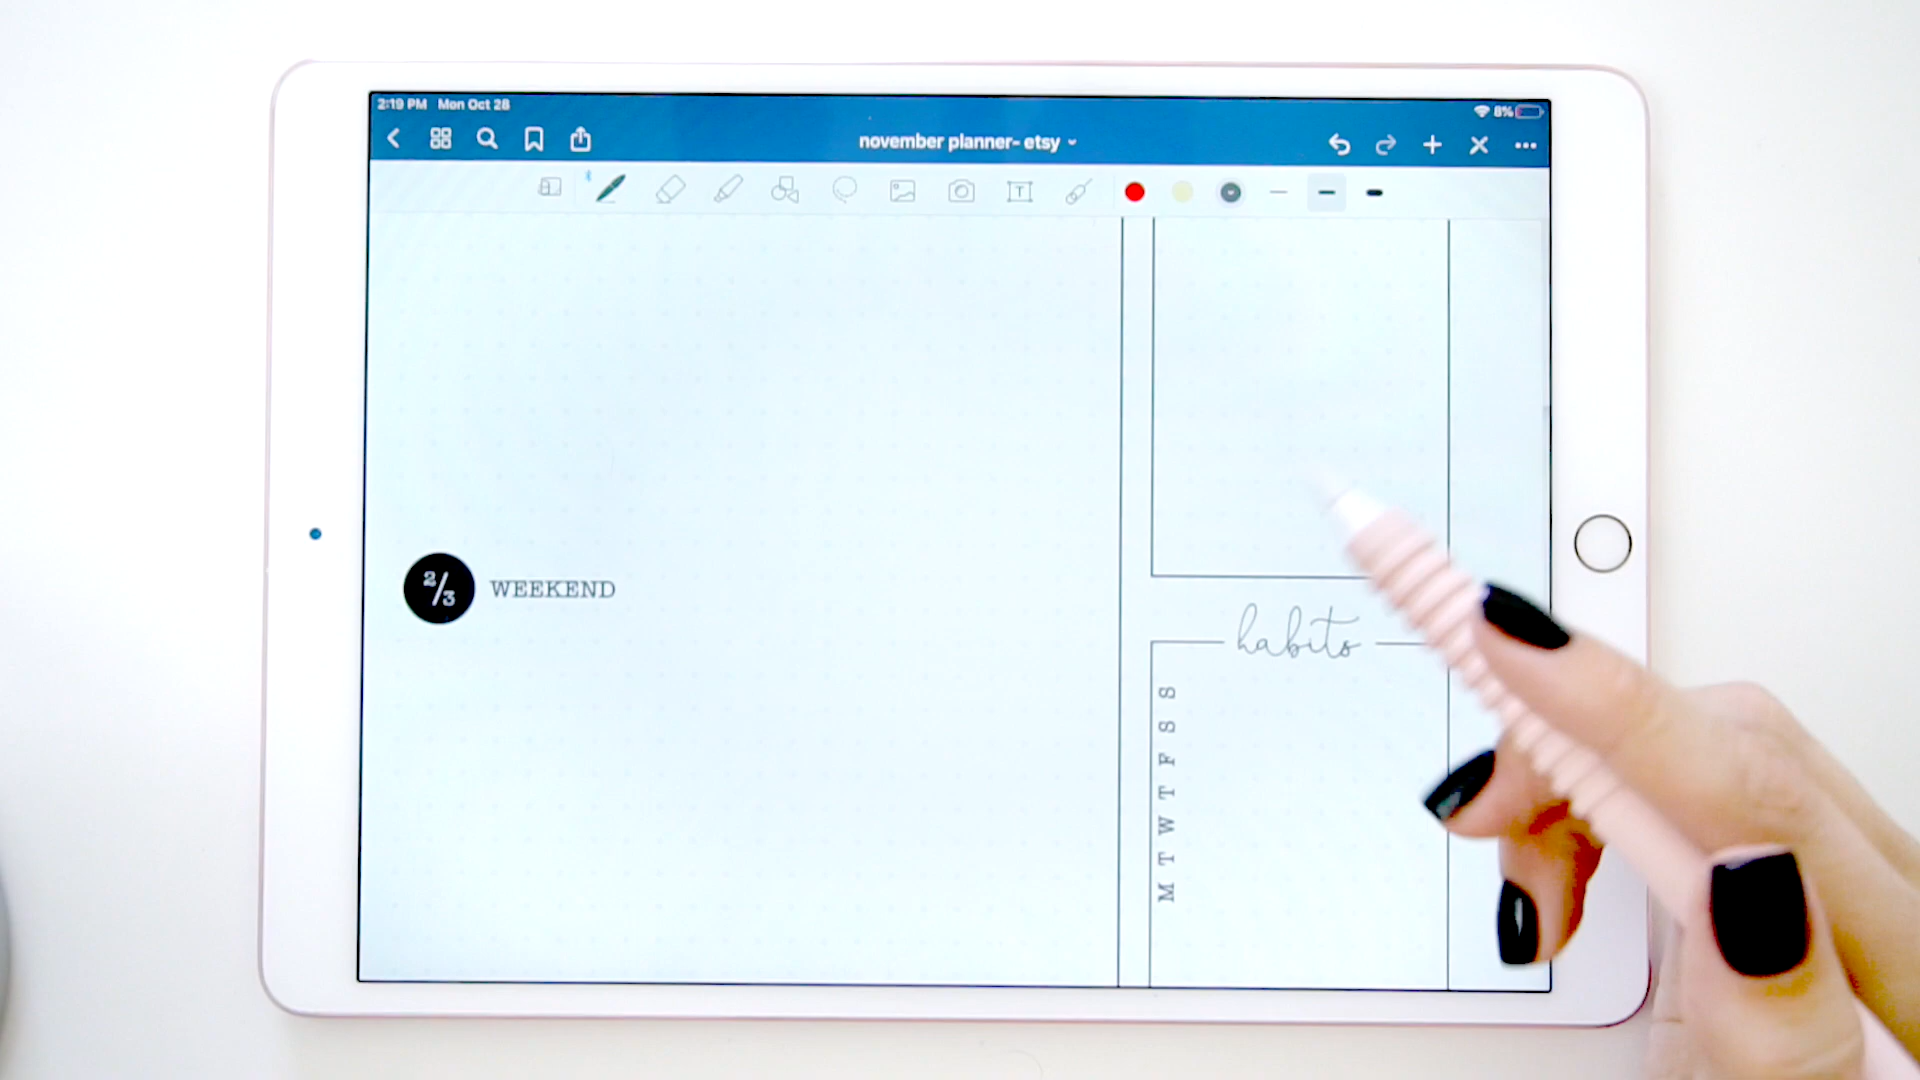 2:19 PM Mon Oct 28
8%
november planner- etsy
T
2/3 WEEKEND
habits
M T W T F S S